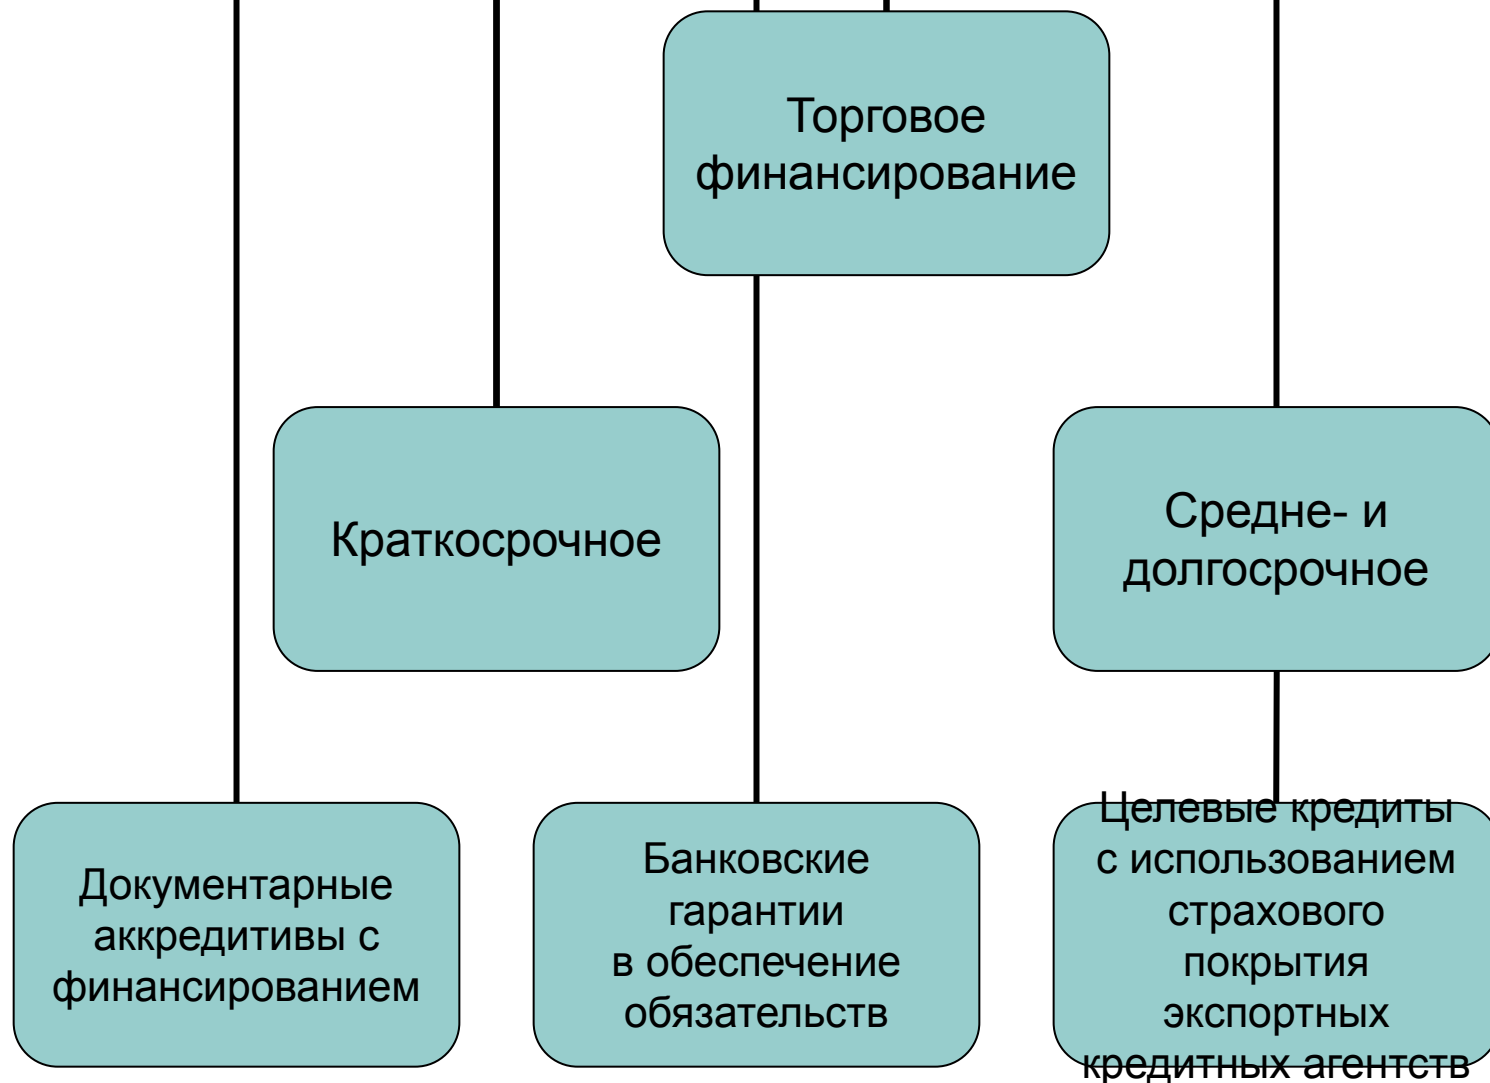 Торговое
финансирование
Краткосрочное
Средне- и
долгосрочное
Документарные
аккредитивы с
финансированием
Банковские
гарантии
в обеспечение
обязательств
Целевые кредиты
с использованием
страхового
покрытия
экспортных
кредитных агентств